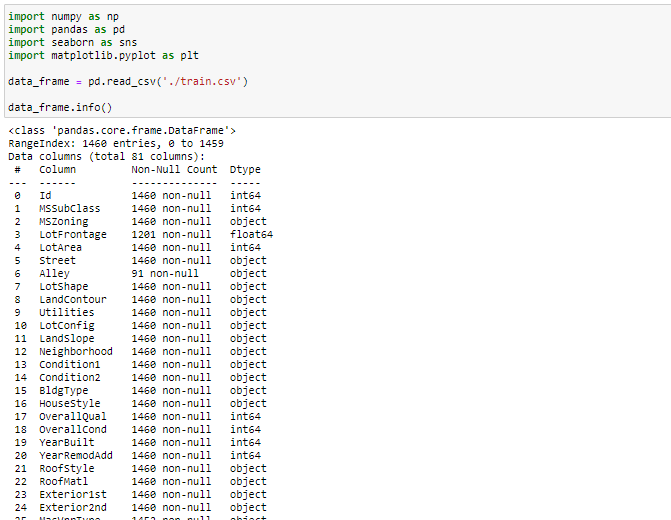 import numpy as np
import pandas as pd
import seaborn as sns
import matplotlib.pyplot as plt
data_frame = pd.read_csv('./train.csv')
data_frame.info()
<class 'pandas.core.frame.DataFrame'>
RangeIndex: 1460 entries, 0 to 1459
Data columns (total 81 columns):
 #   Column         Non-Null Count  Dtype
---  ------         --------------  -----
 0   Id             1460 non-null   int64
 1   MSSubClass     1460 non-null   int64
 2   MSZoning       1460 non-null   object
 3   LotFrontage    1201 non-null   float64
 4   LotArea        1460 non-null   int64
 5   Street         1460 non-null   object
 6   Alley          91 non-null     object
 7   LotShape       1460 non-null   object
 8   LandContour    1460 non-null   object
 9   Utilities      1460 non-null   object
 10  LotConfig      1460 non-null   object
 11  LandSlope      1460 non-null   object
 12  Neighborhood   1460 non-null   object
 13  Condition1     1460 non-null   object
 14  Condition2     1460 non-null   object
 15  BldgType       1460 non-null   object
 16  HouseStyle     1460 non-null   object
 17  OverallQual    1460 non-null   int64
 18  OverallCond    1460 non-null   int64
 19  YearBuilt      1460 non-null   int64
 20  YearRemodAdd   1460 non-null   int64
 21  RoofStyle      1460 non-null   object
 22  RoofMatl       1460 non-null   object
 23  Exterior1st    1460 non-null   object
 24  Exterior2nd    1460 non-null   object